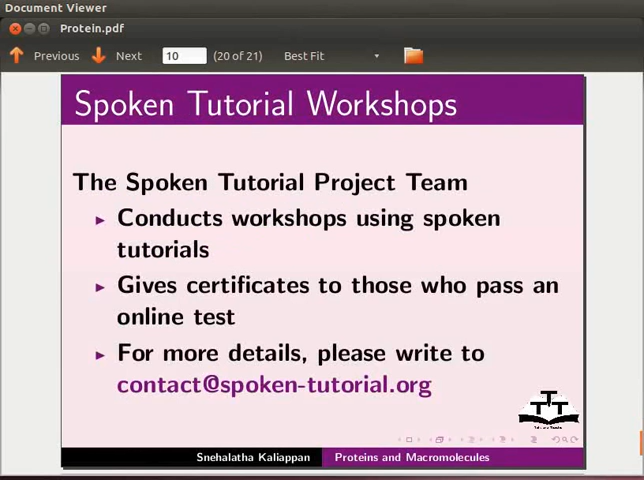 Document Viewer
Protein.pdf
Previous Next 10 (20 of 21) Best Fit
Spoken Tutorial Workshops
The Spoken Tutorial Project Team
Conducts workshops using spoken
tutorials
Gives certificates to those who pass an
online test
For more details, please write to
contact@spoken-tutorial.org
Snehalatha Kaliappan Proteins and Macromolecules